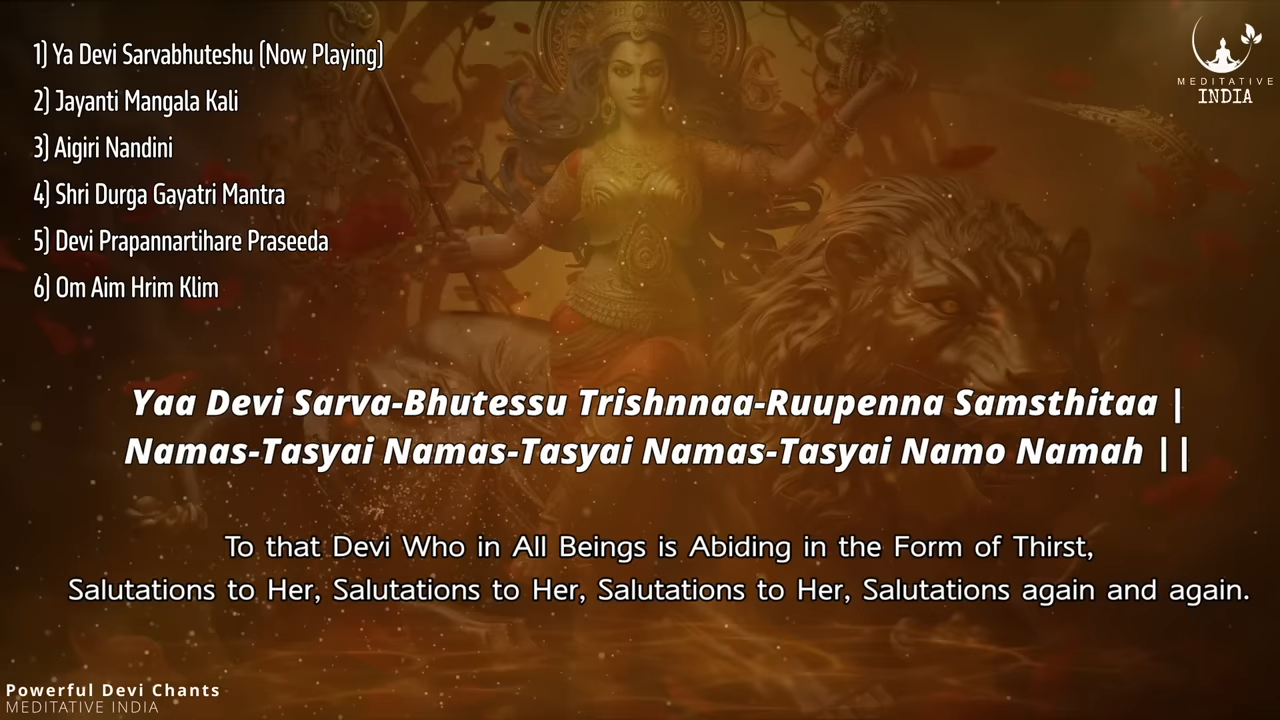 1) Ya Devi Sarvabhuteshu (Now Playing)
2) Jayanti Mangala Kali
3) Aigiri Nandini
4) Shri Durga Gayatri Mantra
5) Devi Prapannartihare Praseeda
6) Om Aim Hrim Klim
MEDITATIVE
INDIA
Yaa Devi Sarva-Bhutessu Trishnnaa-Ruupenna Samsthitaa |
Namas-Tasyai Namas-Tasyai Namas-Tasyai Namo Namah ||
To that Devi Who in All Beings is Abiding in the Form of Thirst,
Salutations to Her, Salutations to Her, Salutations to Her, Salutations again and again.
Powerful Devi Chants
MEDITATIVE INDIA